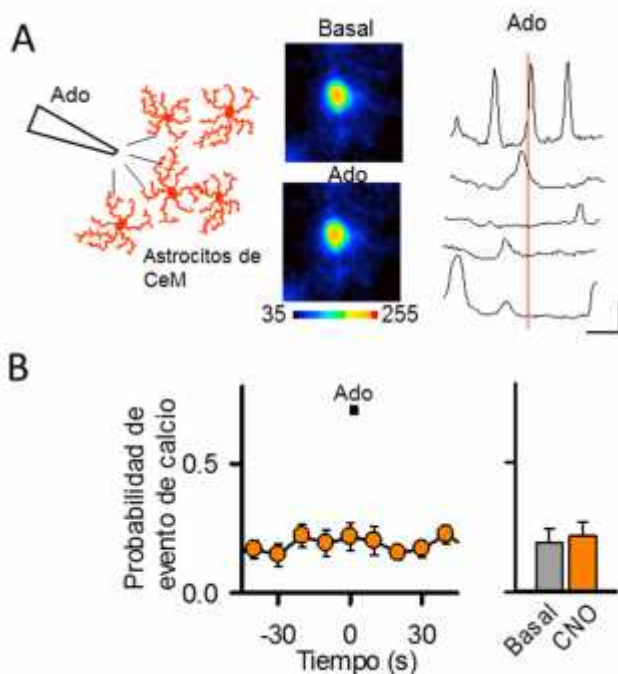 A
Ado
Astrocitos de
CeM
Basal
Ado
35
255
Ado
B
Probabilidad de
evento de calcio
0.5
0.0
Ado
-30
0
30
Tiempo (s)
Basal
CNO